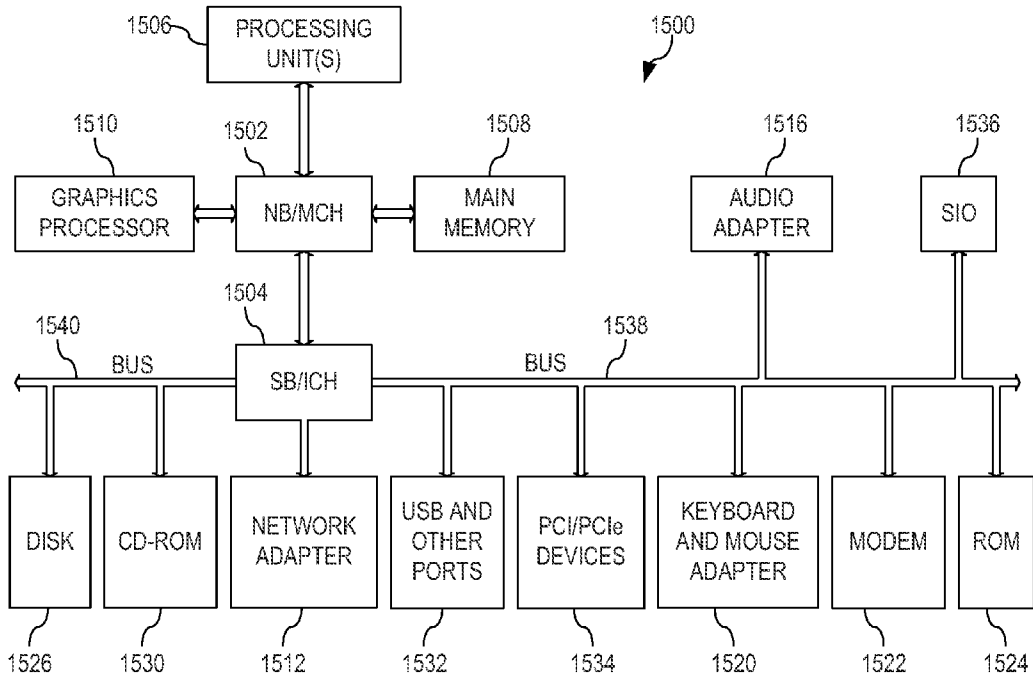 1506
PROCESSING
UNIT(S)
1500
1510
1502
1508
1516
1536
GRAPHICS
PROCESSOR
NB/MCH
MAIN
MEMORY
AUDIO
ADAPTER
SIO
1504
1540
1538
BUS
SB/ICH
BUS
DISK
CD-ROM
NETWORK
ADAPTER
USB AND
OTHER
PORTS
PCI/PCIe
DEVICES
KEYBOARD
AND MOUSE
ADAPTER
MODEM
ROM
1526
1530
1512
1532
1534
1520
1522
1524